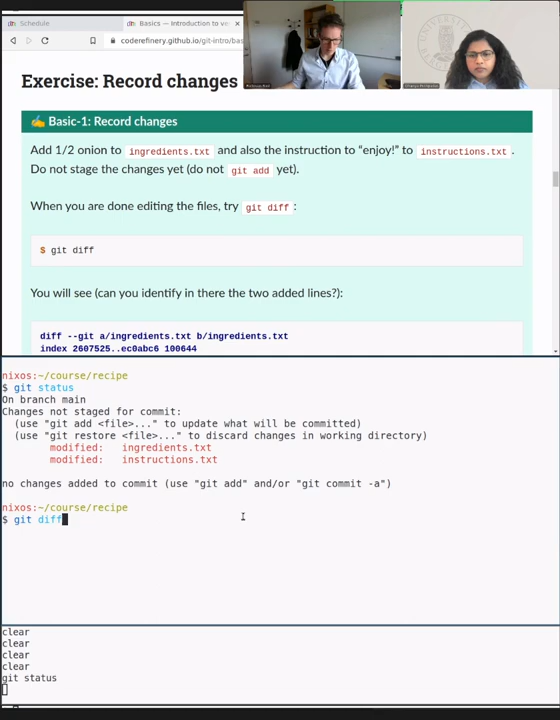 Schedule
Basics — Introduction to ve
coderefinery.github.io/git-intro/bas
Exercise: Record changes
✍️ Basic-1: Record changes
Add 1/2 onion to ingredients.txt and also the instruction to “enjoy!” to instructions.txt.
Do not stage the changes yet (do not git add yet).
When you are done editing the files, try git diff :
$ git diff
You will see (can you identify in there the two added lines?):
diff --git a/ingredients.txt b/ingredients.txt
index 2607525..ec0abc6 100644
nixos:~/course/recipe
$ git status
On branch main
Changes not staged for commit:
(use "git add <file>..." to update what will be committed)
(use "git restore <file>..." to discard changes in working directory)
modified: ingredients.txt
modified: instructions.txt
no changes added to commit (use "git add" and/or "git commit -a")
nixos:~/course/recipe
$ git diff
clear
clear
clear
clear
git status